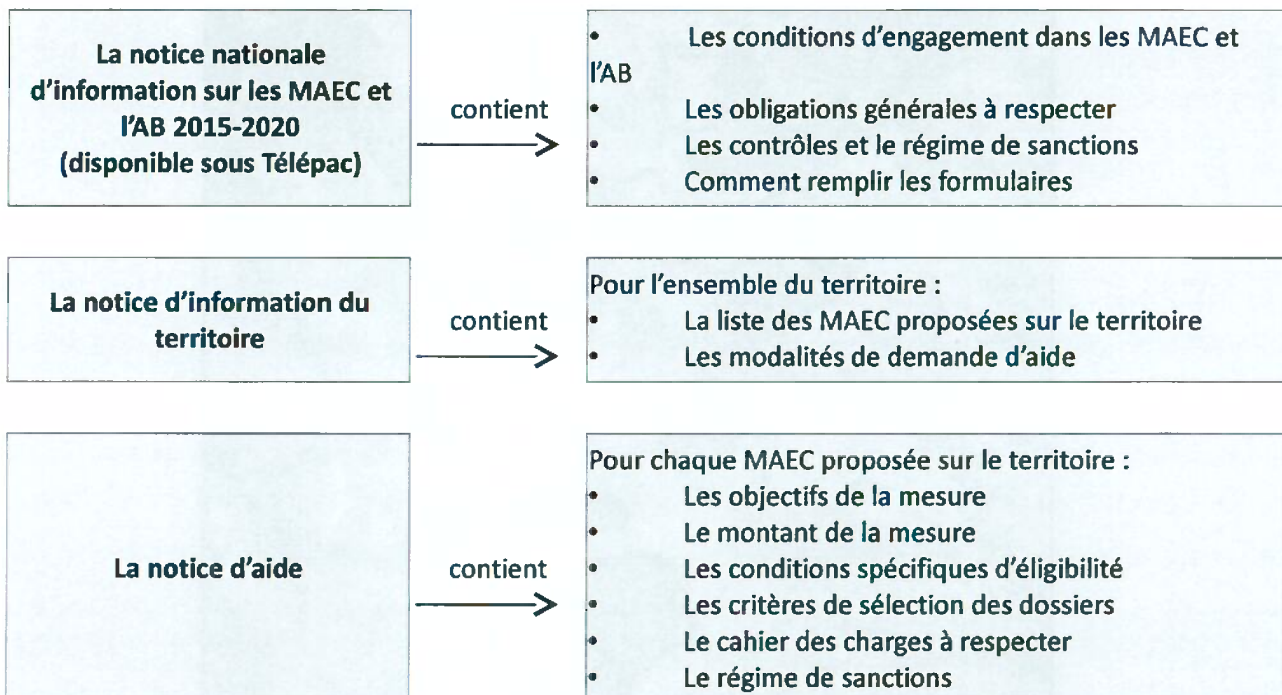 La notice nationale
d'information sur les MAEC et
l'AB 2015-2020
(disponible sous Télépac)
contient
• Les conditions d'engagement dans les MAEC et
l'AB
• Les obligations générales à respecter
• Les contrôles et le régime de sanctions
• Comment remplir les formulaires
La notice d'information du
territoire
contient
Pour l'ensemble du territoire :
• La liste des MAEC proposées sur le territoire
• Les modalités de demande d'aide
La notice d'aide
contient
Pour chaque MAEC proposée sur le territoire :
• Les objectifs de la mesure
• Le montant de la mesure
• Les conditions spécifiques d'éligibilité
• Les critères de sélection des dossiers
• Le cahier des charges à respecter
• Le régime de sanctions